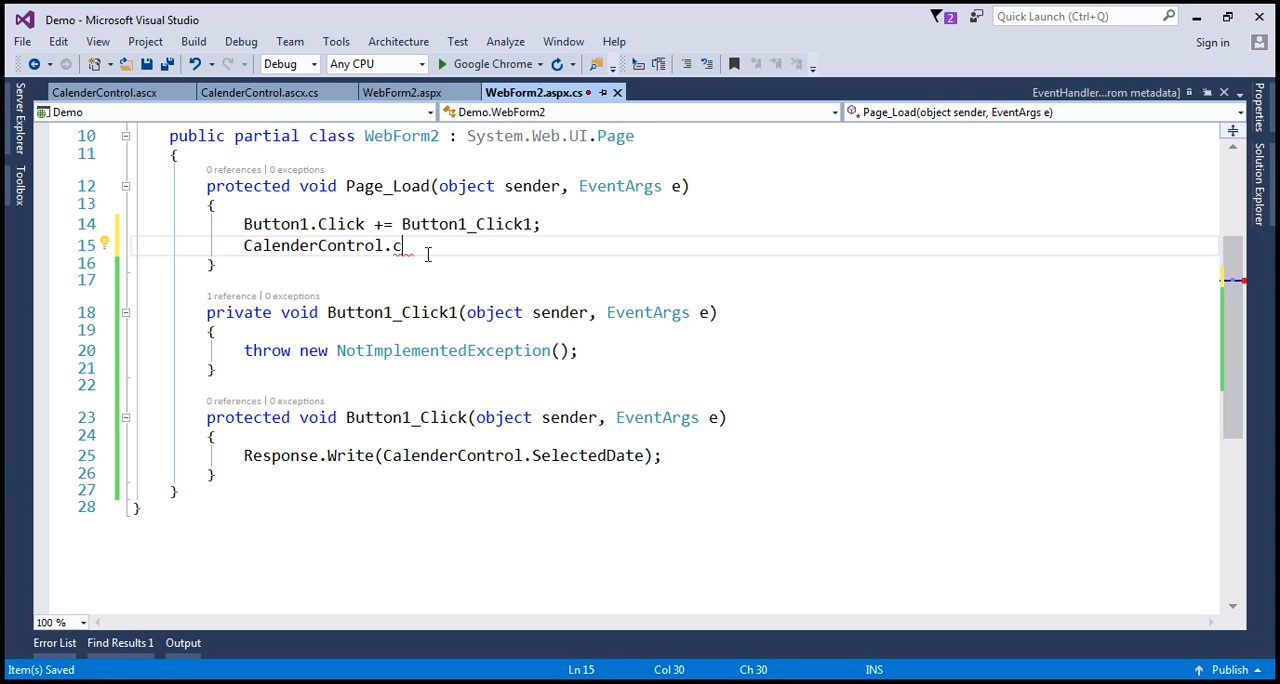 Demo - Microsoft Visual Studio
2
Quick Launch (Ctrl+Q)
File Edit View Project Build Debug Team Tools Architecture Test Analyze Window Help
Sign in
Debug Any CPU Google Chrome
Server Explorer
Toolbox
CalenderControl.ascx CalenderControl.ascx.cs WebForm2.aspx WebForm2.aspx.cs EventHandler...rom metadata]
Demo Demo.WebForm2 Page_Load(object sender, EventArgs e)
Properties
Solution Explorer
10 public partial class WebForm2 : System.Web.UI.Page
11 {
0 references | 0 exceptions
12 protected void Page_Load(object sender, EventArgs e)
13 {
14 Button1.Click += Button1_Click1;
15 CalenderControl.c
16 }
17
1 reference | 0 exceptions
18 private void Button1_Click1(object sender, EventArgs e)
19 {
20 throw new NotImplementedException();
21 }
22
0 references | 0 exceptions
23 protected void Button1_Click(object sender, EventArgs e)
24 {
25 Response.Write(CalenderControl.SelectedDate);
26 }
27 }
28 }
100 %
Error List Find Results 1 Output
Item(s) Saved Ln 15 Col 30 Ch 30 INS Publish